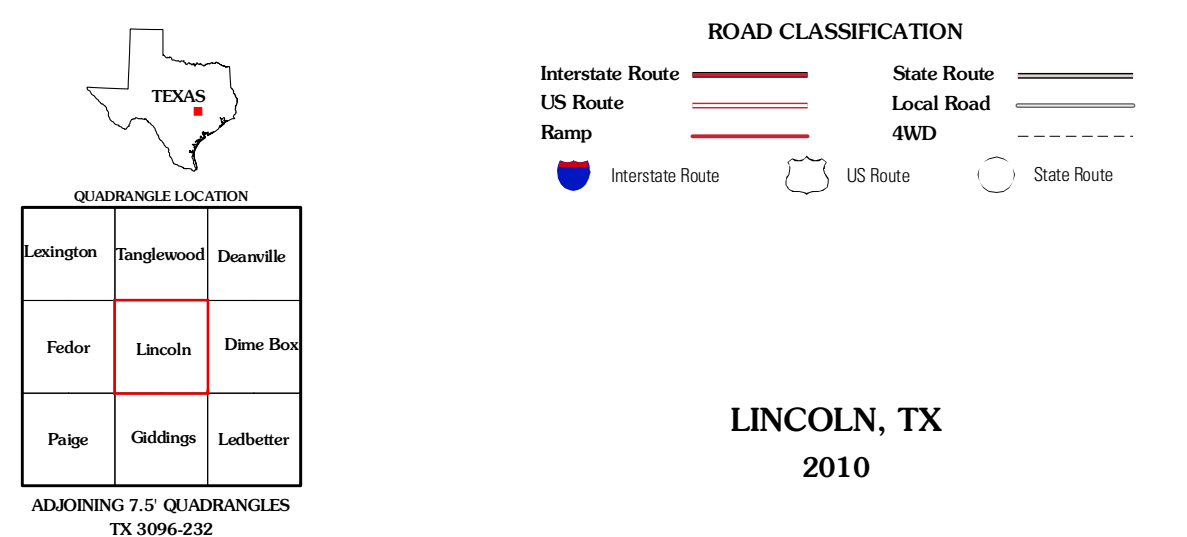 TEXAS
QUADRANGLE LOCATION
Lexington Tanglewood Deanville
Fedor Lincoln Dime Box
Paige Giddings Ledbetter
ADJOINING 7.5' QUADRANGLES
TX 3096-232
ROAD CLASSIFICATION
Interstate Route State Route
US Route Local Road
Ramp 4WD
Interstate Route US Route State Route
LINCOLN, TX
2010